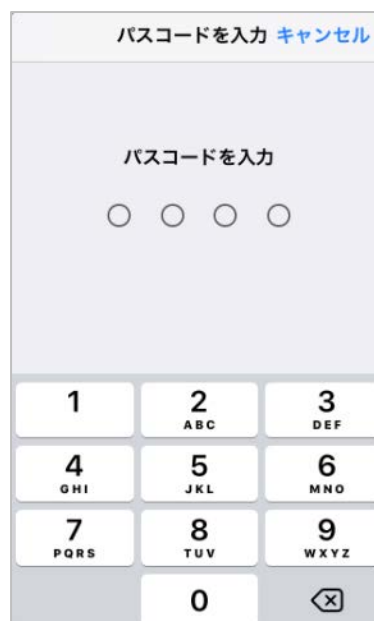 パスコードを入力 キャンセル
パスコードを入力
1 2 3
ABC DEF
4 5 6
GHI JKL MNO
7 8 9
PQRS TUV WXYZ
0